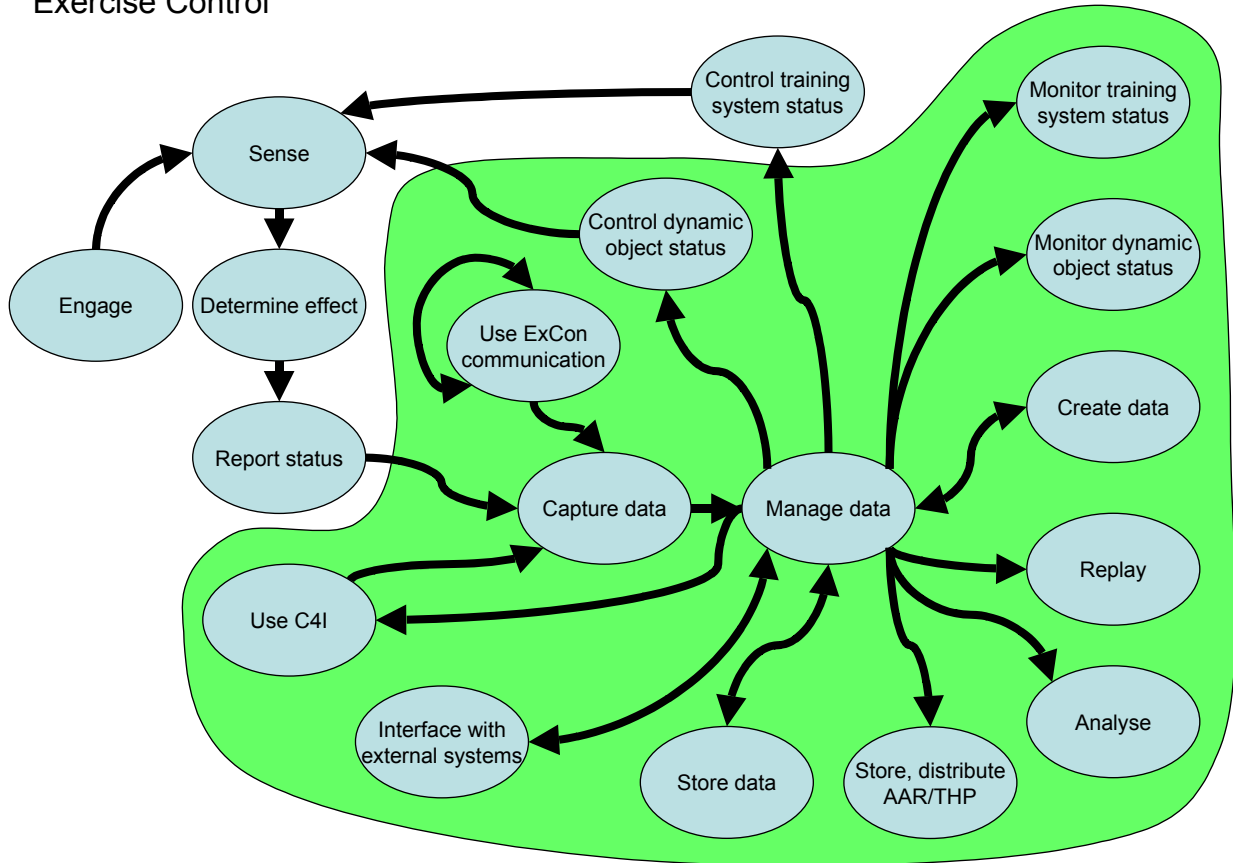 Exercise Control
Control training
system status
Monitor training
system status
Sense
Control dynamic
object status
Monitor dynamic
object status
Engage
Determine effect
Use ExCon
communication
Create data
Report status
Capture data
Manage data
Replay
Use C4I
Analyse
Interface with
external systems
Store data
Store, distribute
AAR/THP